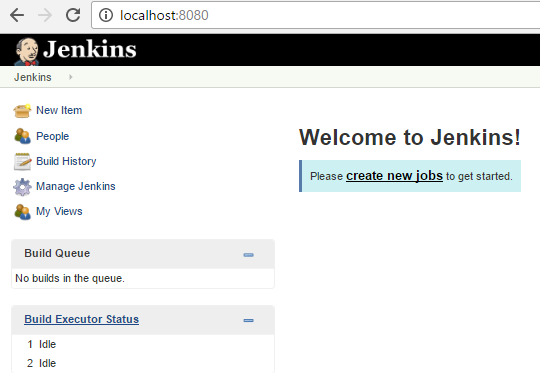 localhost:8080
Jenkins
Jenkins
New Item
People
Build History
Manage Jenkins
My Views
Welcome to Jenkins!
Please create new jobs to get started.
Build Queue
No builds in the queue.
Build Executor Status
1 Idle
2 Idle